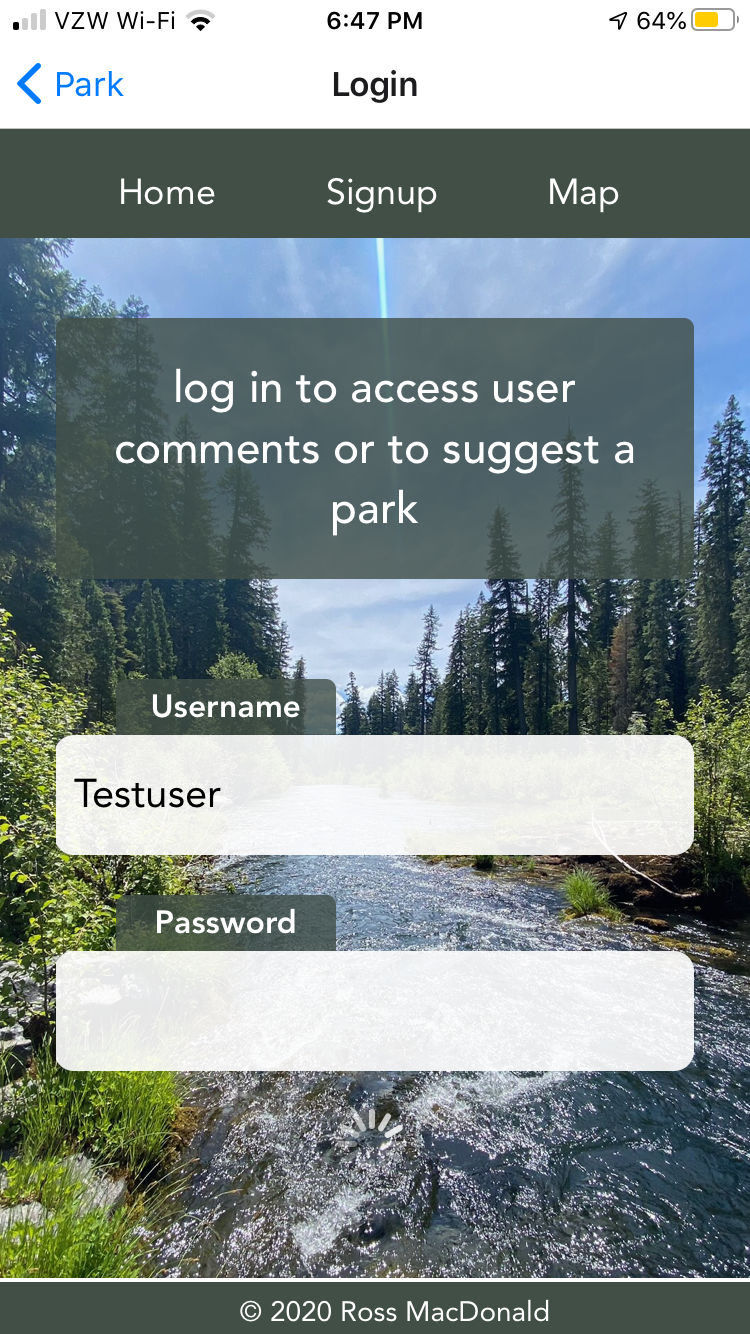 VZW Wi-Fi 6:47 PM 64%
Park Login
Home Signup Map
log in to access user
comments or to suggest a
park
Username
Testuser
Password
© 2020 Ross MacDonald